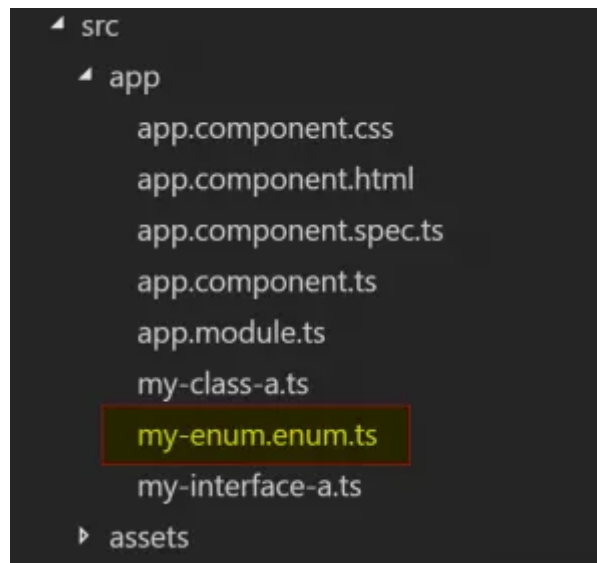 src
app
app.component.css
app.component.html
app.component.spec.ts
app.component.ts
app.module.ts
my-class-a.ts
my-enum.enum.ts
my-interface-a.ts
assets